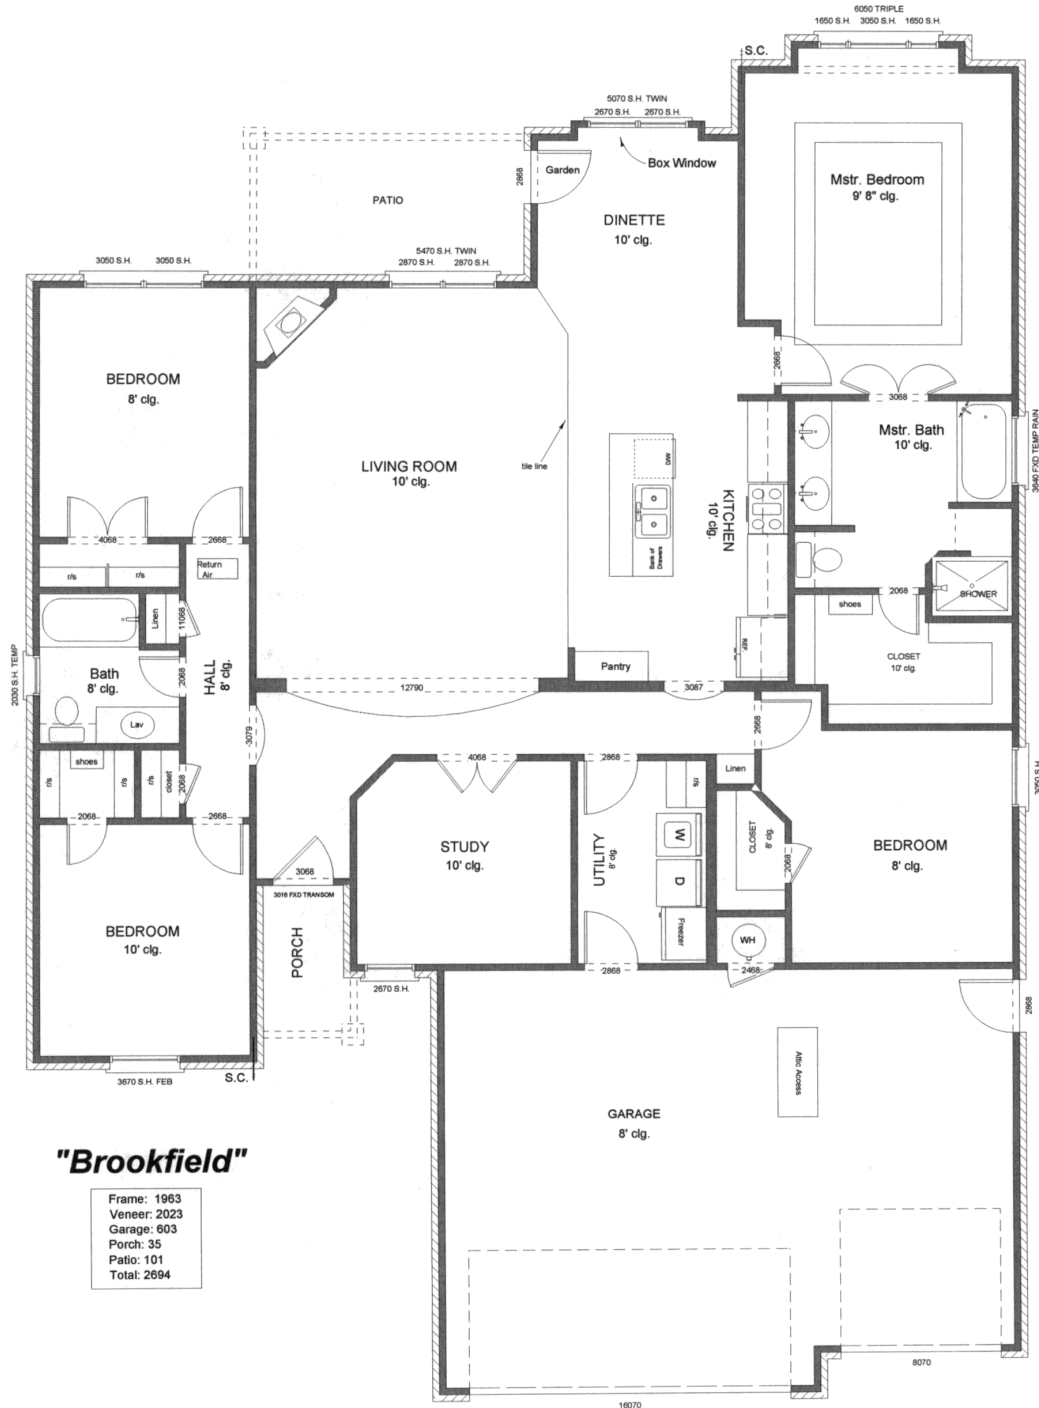 6050 TRIPLE
1650 S.H. 3050 S.H. 1650 S.H.
S.C.
5070 S.H. TWIN
2670 S.H. 2670 S.H.
Box Window
Garden
2868
PATIO
DINETTE
10' clg.
Mstr. Bedroom
9' 8" clg.
3050 S.H. 3050 S.H.
5470 S.H. TWIN
2870 S.H. 2870 S.H.
2668
3068
BEDROOM
8' clg.
LIVING ROOM
10' clg.
tile line
D/W
Bank of
Drawers
KITCHEN
10' clg.
Mstr. Bath
10' clg.
3640 FXD TEMP RAIN
4068
2668
r/s
r/s
Return
Air
2068
SHOWER
shoes
Linen
11068
HALL
8' clg.
2030 S.H. TEMP
Bath
8' clg.
2068
Lav
REF.
Pantry
CLOSET
10' clg.
12790
3087
3079
2668
shoes
r/s
r/s
r/s
closet
2068
2068
2668
4068
2868
Linen
r/s
3050 S.H.
STUDY
10' clg.
UTILITY
8' clg.
W
D
Freezer
CLOSET
8' clg.
2068
BEDROOM
8' clg.
3068
3016 FXD TRANSOM
PORCH
BEDROOM
10' clg.
WH
2468
2868
2670 S.H.
2868
3670 S.H. FEB
S.C.
Attic Access
GARAGE
8' clg.
"Brookfield"
Frame: 1963
Veneer: 2023
Garage: 603
Porch: 35
Patio: 101
Total: 2694
8070
16070